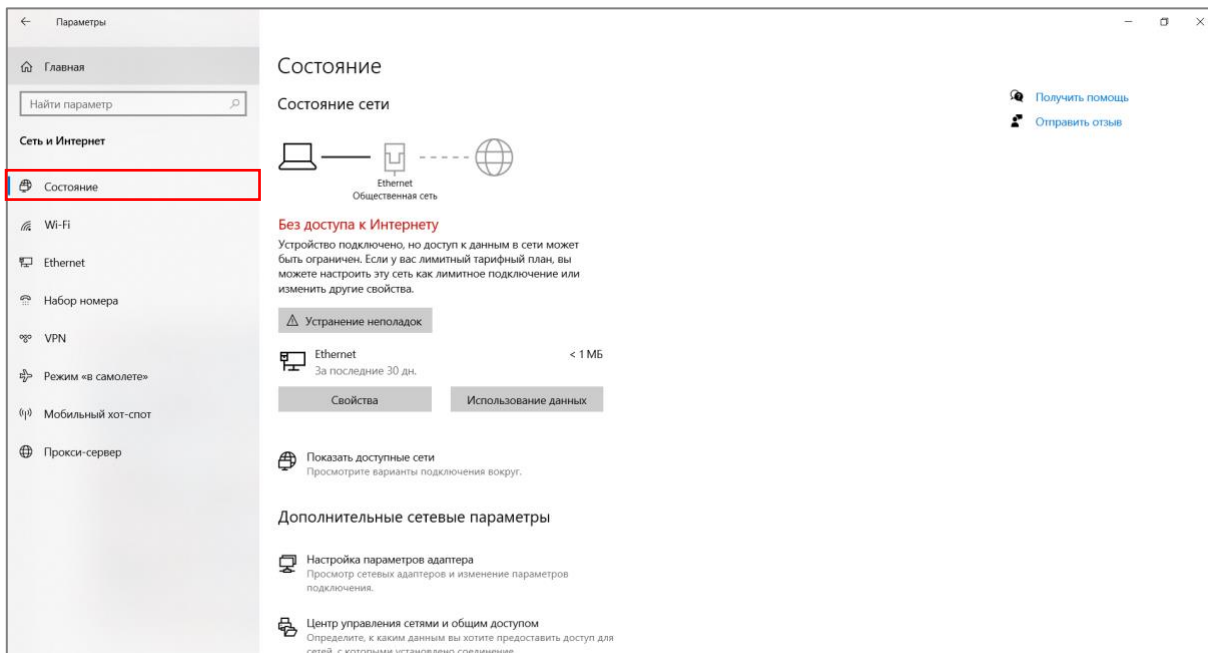 Параметры
Главная
Найти параметр
Сеть и Интернет
Состояние
Wi-Fi
Ethernet
Набор номера
VPN
Режим «в самолете»
Мобильный хот-спот
Прокси-сервер
Состояние
Состояние сети
Ethernet
Общественная сеть
Без доступа к Интернету
Устройство подключено, но доступ к данным в сети может
быть ограничен. Если у вас лимитный тарифный план, вы
можете настроить эту сеть как лимитное подключение или
изменить другие свойства.
Устранение неполадок
Ethernet < 1 МБ
За последние 30 дн.
Свойства Использование данных
Показать доступные сети
Просмотрите варианты подключения вокруг.
Дополнительные сетевые параметры
Настройка параметров адаптера
Просмотр сетевых адаптеров и изменение параметров
подключения.
Центр управления сетями и общим доступом
Определите, к каким данным вы хотите предоставить доступ для
сетей, с которыми установлено соединение.
Получить помощь
Отправить отзыв